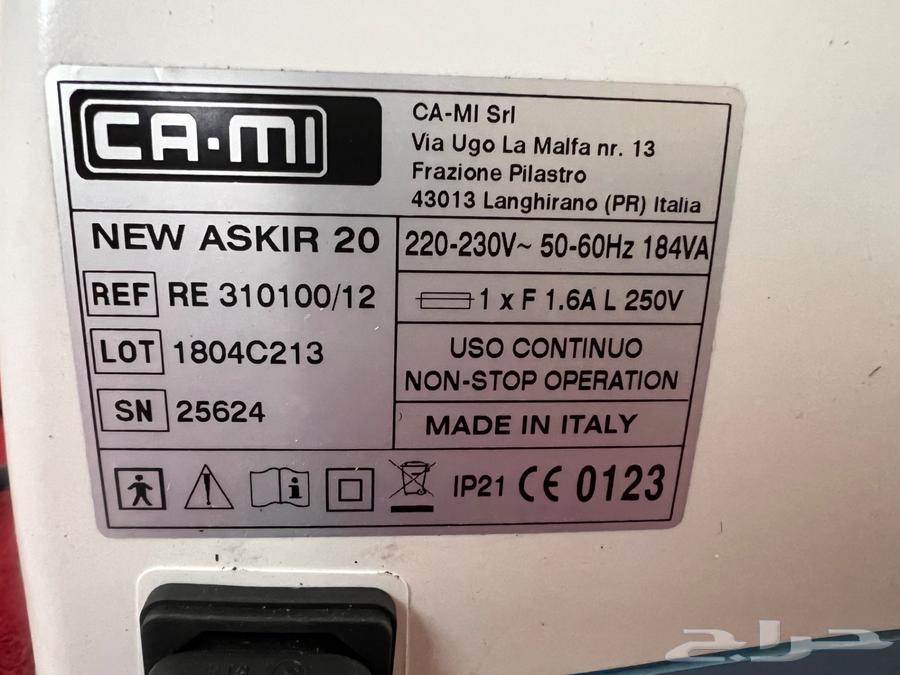 CA-MI
CA-MI Srl
Via Ugo La Malfa nr. 13
Frazione Pilastro
43013 Langhirano (PR) Italia
NEW ASKIR 20
REF RE 310100/12
LOT 1804C213
SN 25624
220-230V~ 50-60Hz 184VA
1 x F 1.6A L 250V
USO CONTINUO
NON-STOP OPERATION
MADE IN ITALY
i
IP21 CE 0123
حراج